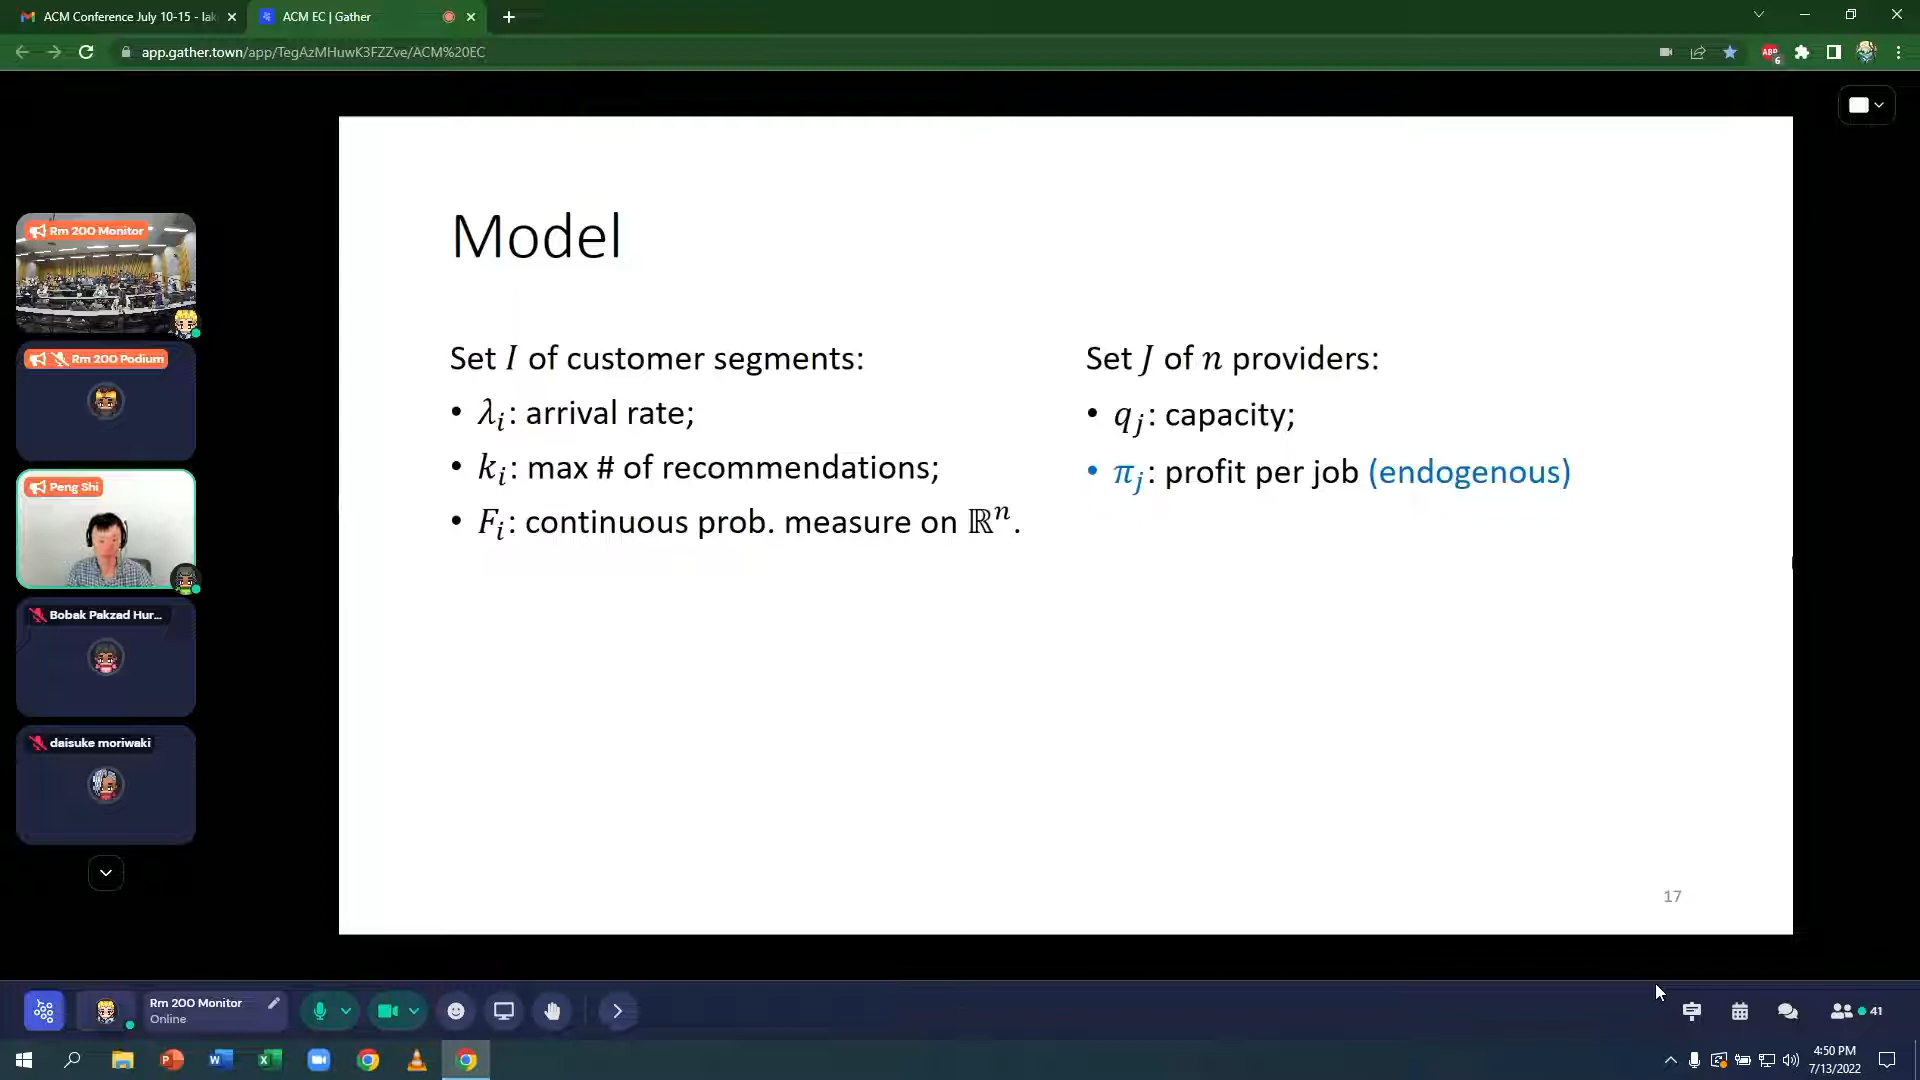 ACM Conference July 10-15 - lak
ACM EC | Gather
app.gather.town/app/TegAzMHuwK3FZZve/ACM%20EC
ABP
6
Rm 200 Monitor
Rm 200 Podium
Peng Shi
Bobak Pakzad Hur...
daisuke moriwaki
Model
Set I of customer segments:
• λᵢ: arrival rate;
• kᵢ: max # of recommendations;
• Fᵢ: continuous prob. measure on ℝⁿ.
Set J of n providers:
• qⱼ: capacity;
• πⱼ: profit per job (endogenous)
17
Rm 200 Monitor
Online
41
4:50 PM
7/13/2022